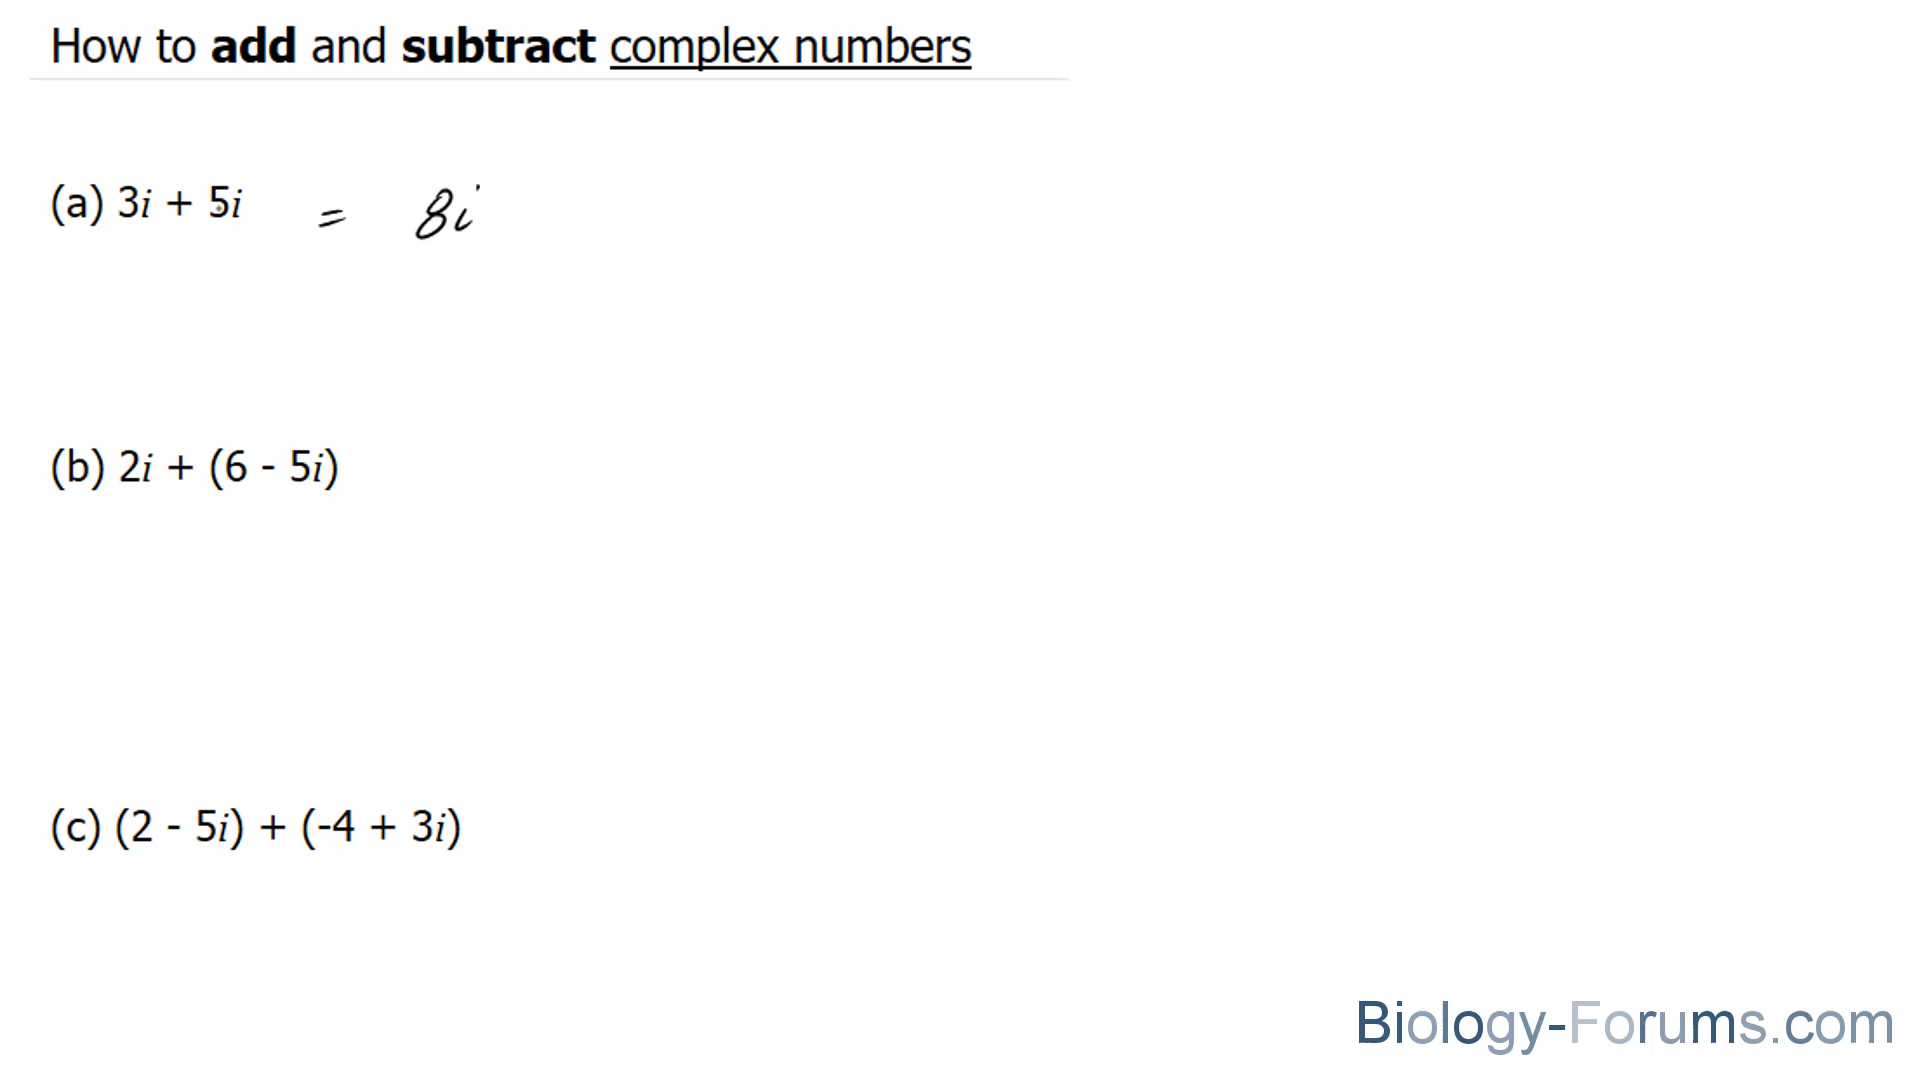 How to add and subtract complex numbers
(a) 3i + 5i = 8i
(b) 2i + (6 - 5i)
(c) (2 - 5i) + (-4 + 3i)
Biology-Forums.com